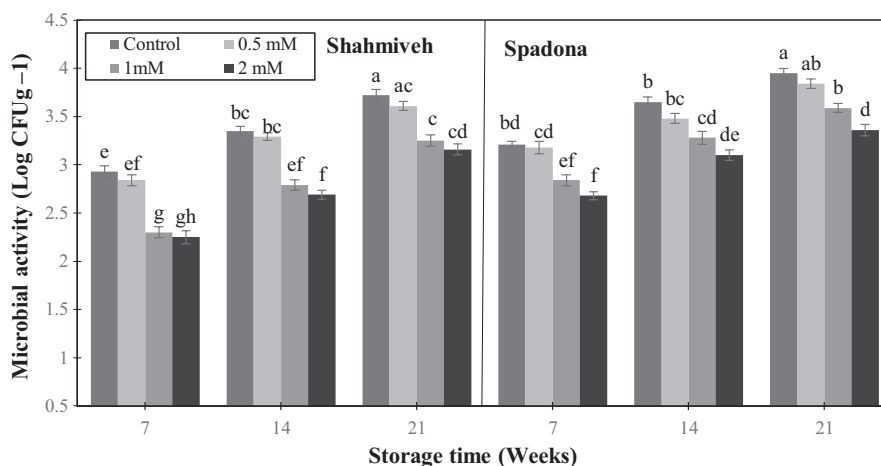 4.5
4
3.5
3
2.5
2
1.5
1
0.5
Microbial activity (Log CFUg−1)
Control
0.5 mM
1mM
2 mM
Shahmiveh
Spadona
e
ef
g
gh
bc
bc
ef
f
a
ac
c
cd
bd
cd
ef
f
b
bc
cd
de
a
ab
b
d
7
14
21
7
14
21
Storage time (Weeks)